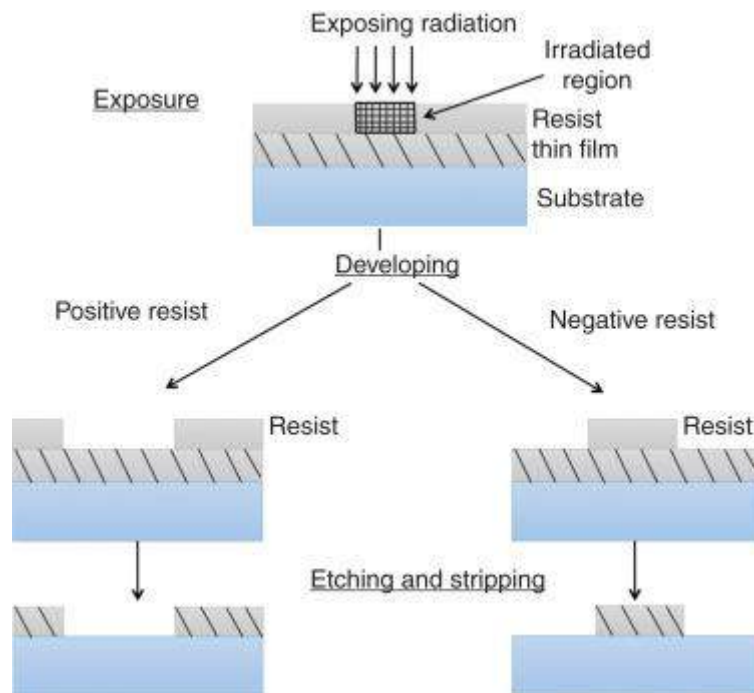 Exposing radiation
Irradiated
region
Exposure
Resist
thin film
Substrate
Developing
Positive resist
Negative resist
Resist
Resist
Etching and stripping